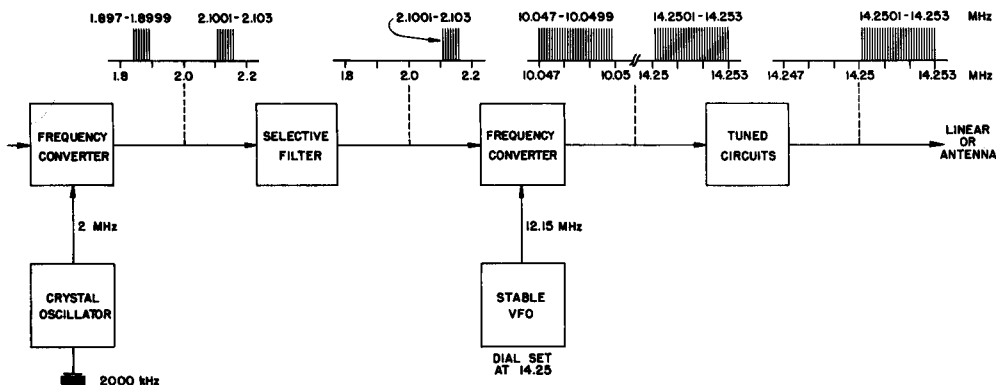 1.897-1.8999
2.1001-2.103
2.1001-2.103
10.047-10.0499
14.2501-14.253
14.2501-14.253
MHz
1.8
2.0
2.2
1.8
2.0
2.2
10.047
10.05
14.25
14.253
14.247
14.25
14.253
MHz
FREQUENCY
CONVERTER
SELECTIVE
FILTER
FREQUENCY
CONVERTER
TUNED
CIRCUITS
LINEAR
OR
ANTENNA
2 MHz
12.15 MHz
CRYSTAL
OSCILLATOR
STABLE
VFO
DIAL SET
AT 14.25
2000 kHz